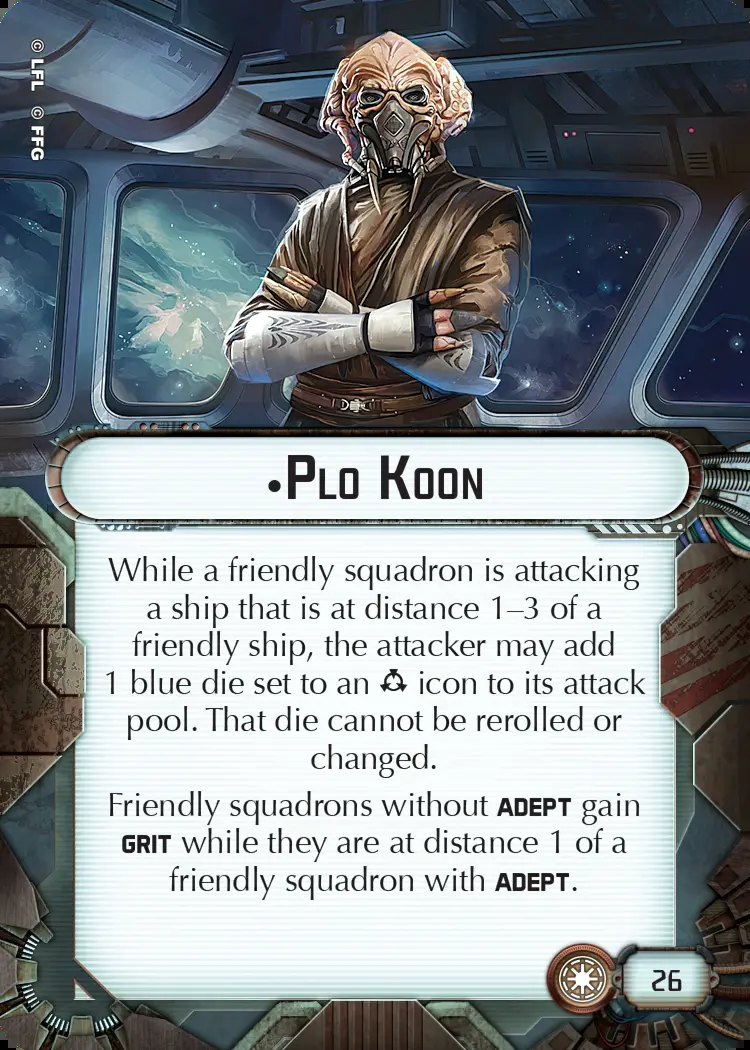 © LFL © FFG
•Plo Koon
While a friendly squadron is attacking
a ship that is at distance 1–3 of a
friendly ship, the attacker may add
1 blue die set to an icon to its attack
pool. That die cannot be rerolled or
changed.
Friendly squadrons without ADEPT gain
GRIT while they are at distance 1 of a
friendly squadron with ADEPT.
26